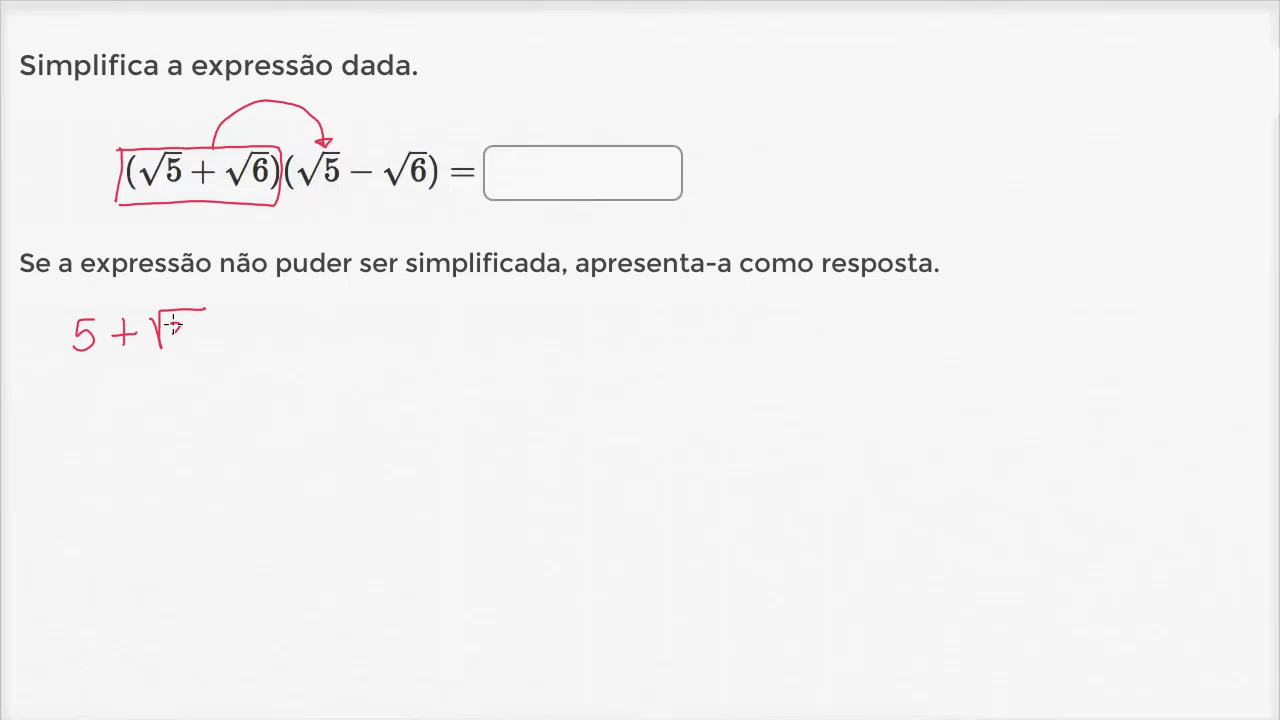 Simplifica a expressão dada.
(√5 + √6)(√5 − √6) =
Se a expressão não puder ser simplificada, apresenta-a como resposta.
5 + √